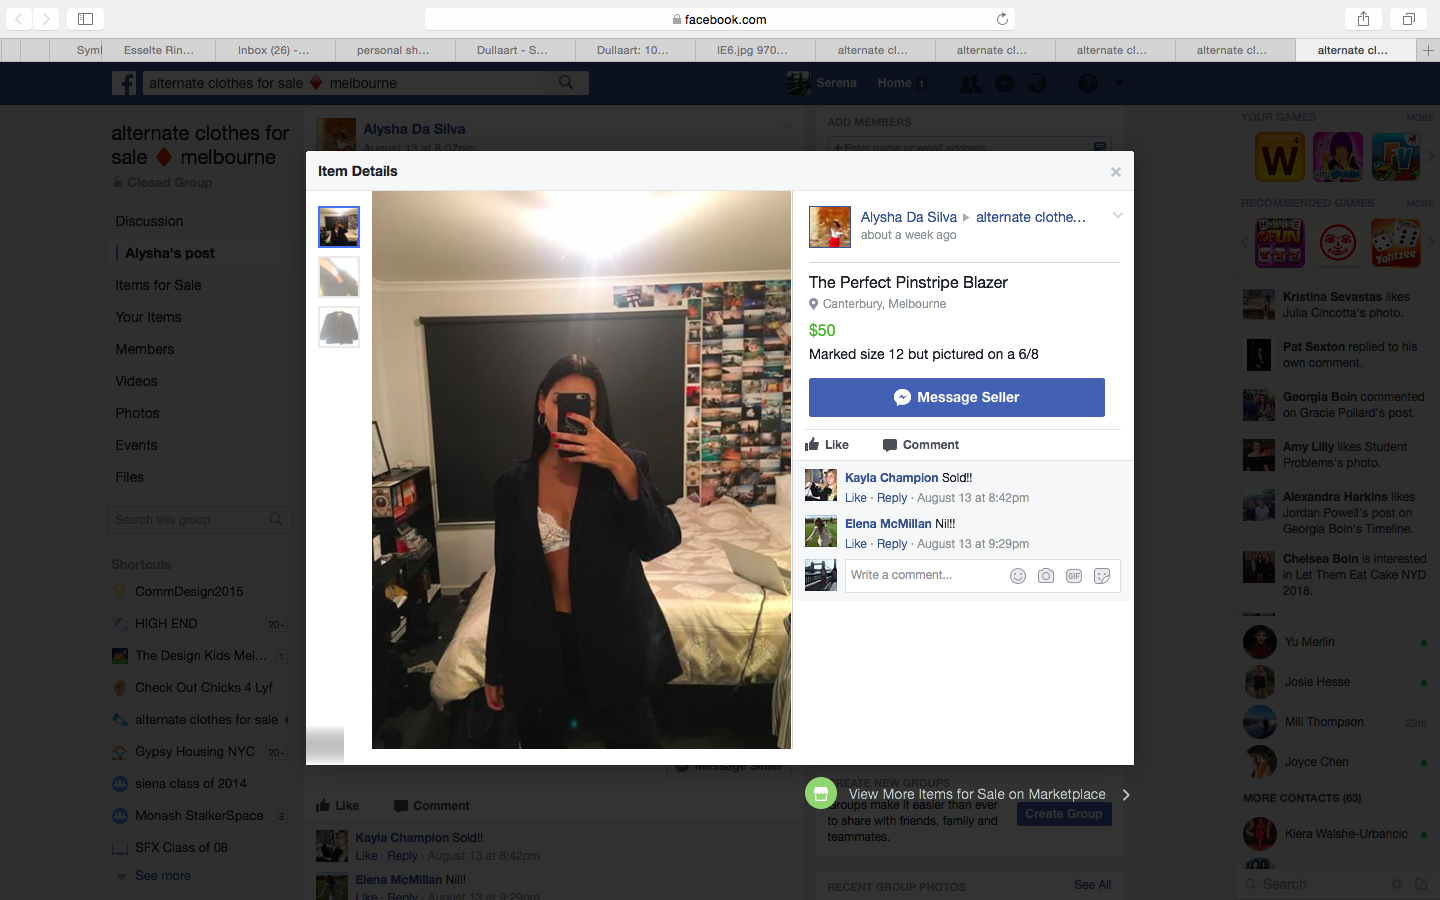 facebook.com
Syml
Esselte Rin...
Inbox (26) -...
personal sh...
Dullaart - S...
Dullaart: 10...
IE6.jpg 970...
alternate cl...
alternate cl...
alternate cl...
alternate cl...
alternate cl...
alternate clothes for sale ♦ melbourne
Serena
Home 1
alternate clothes for
sale ♦ melbourne
Closed Group
Discussion
Alysha's post
Items for Sale
Your Items
Members
Videos
Photos
Events
Files
Search this group
Shortcuts
CommDesign2015
HIGH END 20+
The Design Kids Mel... 1
Check Out Chicks 4 Lyf
alternate clothes for sale
Gypsy Housing NYC 20+
siena class of 2014
Monash StalkerSpace 8
SFX Class of 08
See more
Alysha Da Silva
August 13 at 8:07pm
ADD MEMBERS
+ Enter name or email address
Item Details
Alysha Da Silva ▸ alternate clothe...
about a week ago
The Perfect Pinstripe Blazer
Canterbury, Melbourne
$50
Marked size 12 but pictured on a 6/8
Message Seller
Like Comment
Kayla Champion Sold!!
Like · Reply · August 13 at 8:42pm
Elena McMillan Nil!!
Like · Reply · August 13 at 9:29pm
Write a comment...
GIF
View More Items for Sale on Marketplace
Message Seller
Like Comment
Kayla Champion Sold!!
Like · Reply · August 13 at 8:42pm
Elena McMillan Nil!!
Like · Reply · August 13 at 9:29pm
CREATE NEW GROUPS
Groups make it easier than ever
to share with friends, family and
teammates.
Create Group
RECENT GROUP PHOTOS See All
YOUR GAMES MORE
W 4
RECOMMENDED GAMES MORE
HOUSE OF FUN
Yahtzee
Kristina Sevastas likes
Julia Cincotta's photo.
Pat Sexton replied to his
own comment.
Georgia Boin commented
on Gracie Pollard's post.
Amy Lilly likes Student
Problems's photo.
Alexandra Harkins likes
Jordan Powell's post on
Georgia Boin's Timeline.
Chelsea Boin is interested
in Let Them Eat Cake NYD
2018.
Yu Merlin
Josie Hesse
Mili Thompson 22m
Joyce Chen
MORE CONTACTS (63)
Kiera Walshe-Urbancic
Search